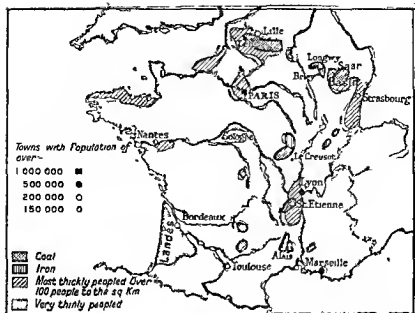 Lille
Longwy
Saar
Bri
PARIS
Strasbourg
Nantes
Sologne
Le Creusot
Lyon
St Etienne
Bordeaux
Landes
Alais
Marseille
Toulouse
Towns with Population of
over—
1 000 000
500 000
200 000
150 000
Coal
Iron
Most thickly peopled Over
100 people to the sq Km
Very thinly peopled